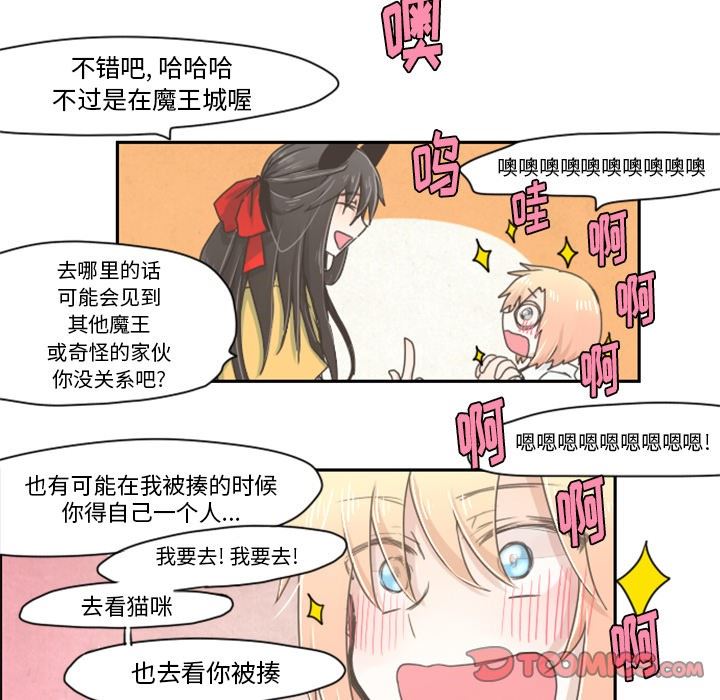 噢
不错吧, 哈哈哈
不过是在魔王城喔
呜
噢噢噢噢噢噢噢噢噢噢
哇
啊
啊
去哪里的话
可能会见到
其他魔王
或奇怪的家伙
你没关系吧?
啊
啊
嗯嗯嗯嗯嗯嗯嗯嗯嗯!
也有可能在我被揍的时候
你得自己一个人...
啊
我要去! 我要去!
去看猫咪
啊
也去看你被揍
DTOOMICS.COM